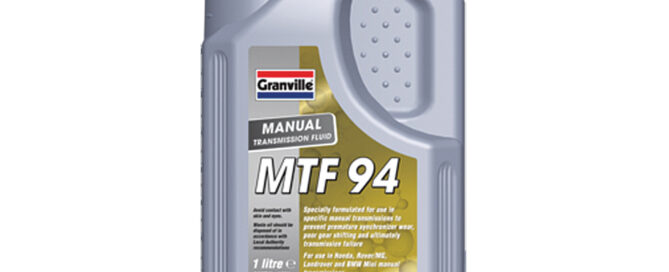 Granville
MANUAL
TRANSMISSION FLUID
MTF 94
Avoid contact with
skin and eyes.
Waste oil should be
disposed of in
accordance with
Local Authority
recommendations
Specially formulated for use in
specific manual transmissions to
prevent premature synchronizer wear,
poor gear shifting and ultimately
transmission failure
For use in Honda, Rover/MG,
Landrover and BMW Mini manual
1 litre e